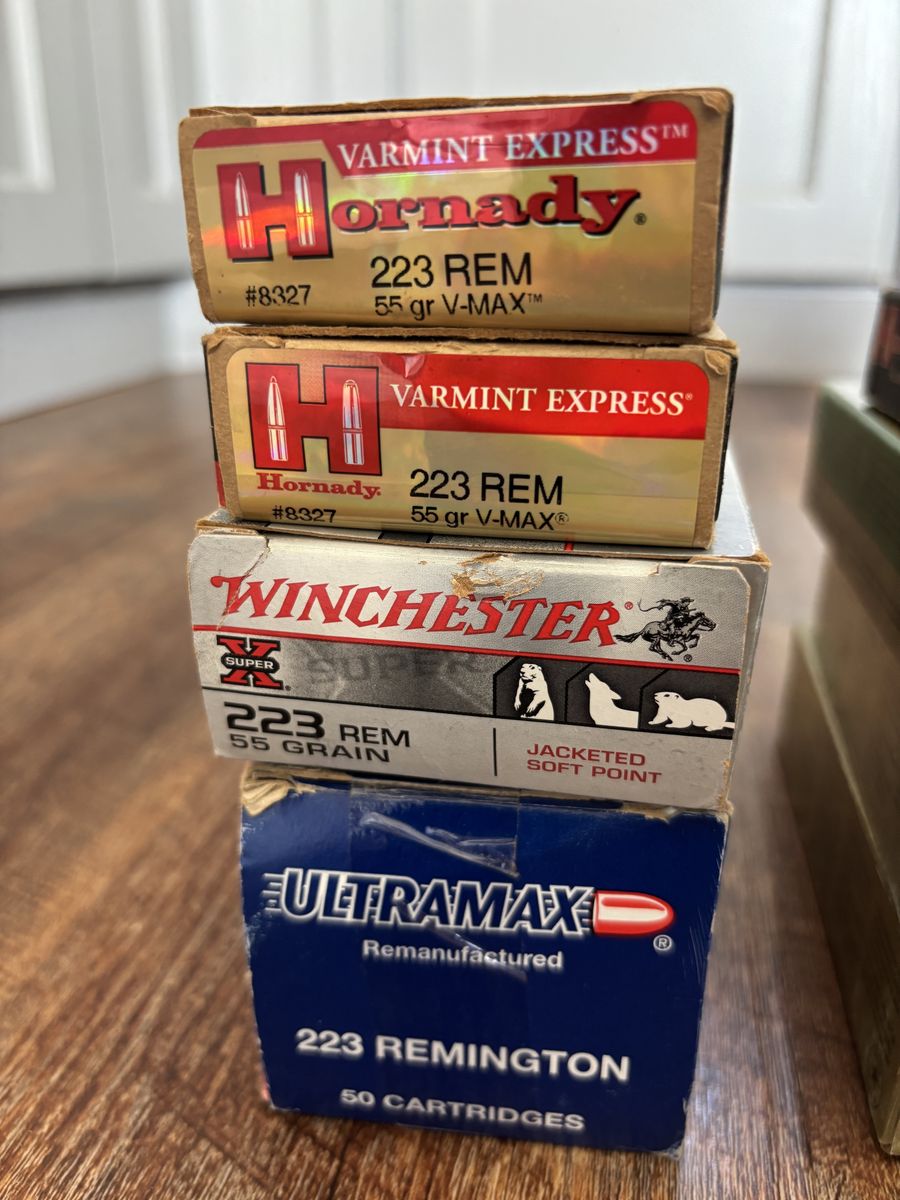 VARMINT EXPRESS™
Hornady®
223 REM
#8327
55 gr V-MAX™
VARMINT EXPRESS®
Hornady®
223 REM
#8327
55 gr V-MAX®
WINCHESTER®
SUPER X®
SUPER
223 REM
55 GRAIN
JACKETED
SOFT POINT
ULTRAMAX®
Remanufactured
223 REMINGTON
50 CARTRIDGES